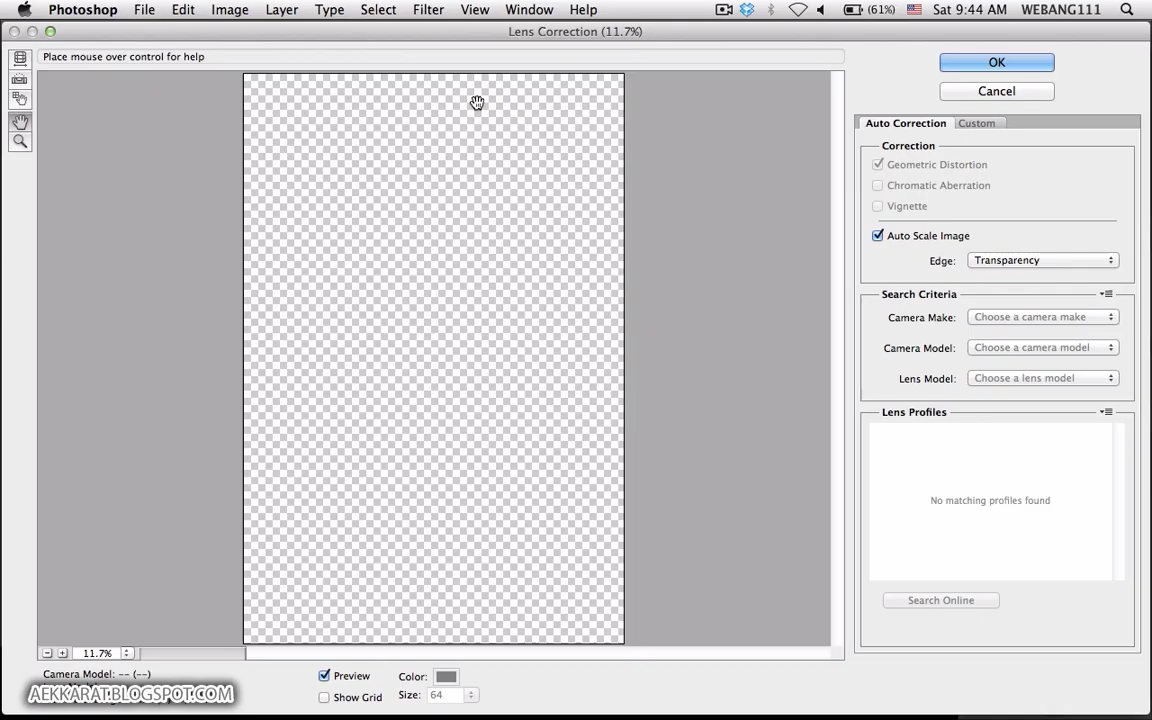 Photoshop File Edit Image Layer Type Select Filter View Window Help (61%) Sat 9:44 AM WEBANG111
Lens Correction (11.7%)
Place mouse over control for help
OK
Cancel
Auto Correction Custom
Correction
Geometric Distortion
Chromatic Aberration
Vignette
Auto Scale Image
Edge: Transparency
Search Criteria
Camera Make: Choose a camera make
Camera Model: Choose a camera model
Lens Model: Choose a lens model
Lens Profiles
No matching profiles found
Search Online
11.7%
Camera Model: -- (--)
Preview Color:
Show Grid Size: 64
AEKKARAT.BLOGSPOT.COM